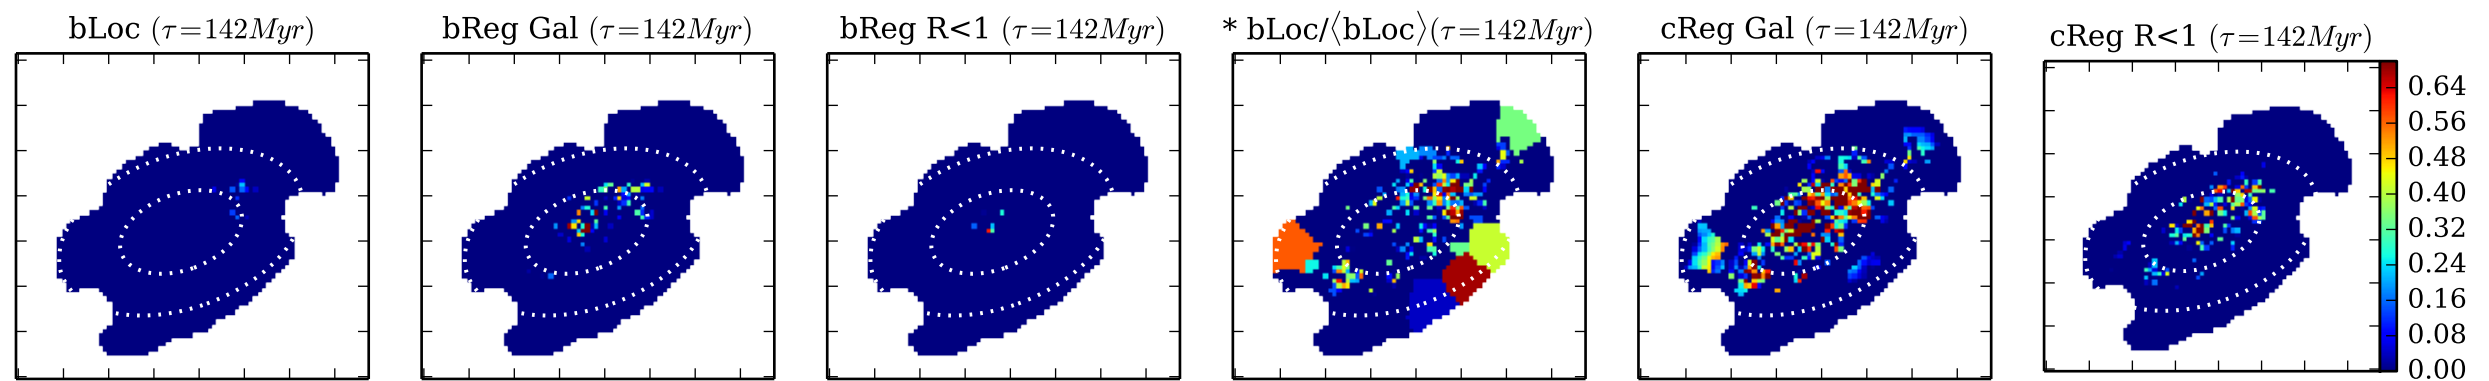 bLoc (τ=142Myr)
bReg Gal (τ=142Myr)
bReg R<1 (τ=142Myr)
* bLoc/⟨bLoc⟩(τ=142Myr)
cReg Gal (τ=142Myr)
cReg R<1 (τ=142Myr)
0.64
0.56
0.48
0.40
0.32
0.24
0.16
0.08
0.00